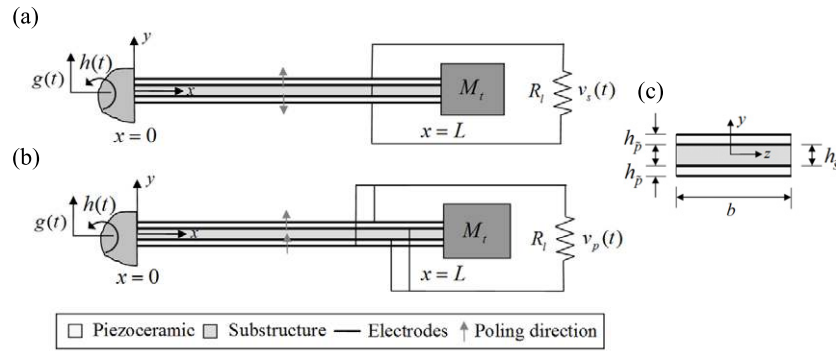 (a)
y
h(t)
g(t)
x
M_t
R_l
v_s(t)
x = 0
x = L
(b)
y
h(t)
g(t)
x
M_t
R_l
v_p(t)
x = 0
x = L
(c)
y
h_p̃
z
h_s̃
h_p̃
b
Piezoceramic
Substructure
Electrodes
Poling direction